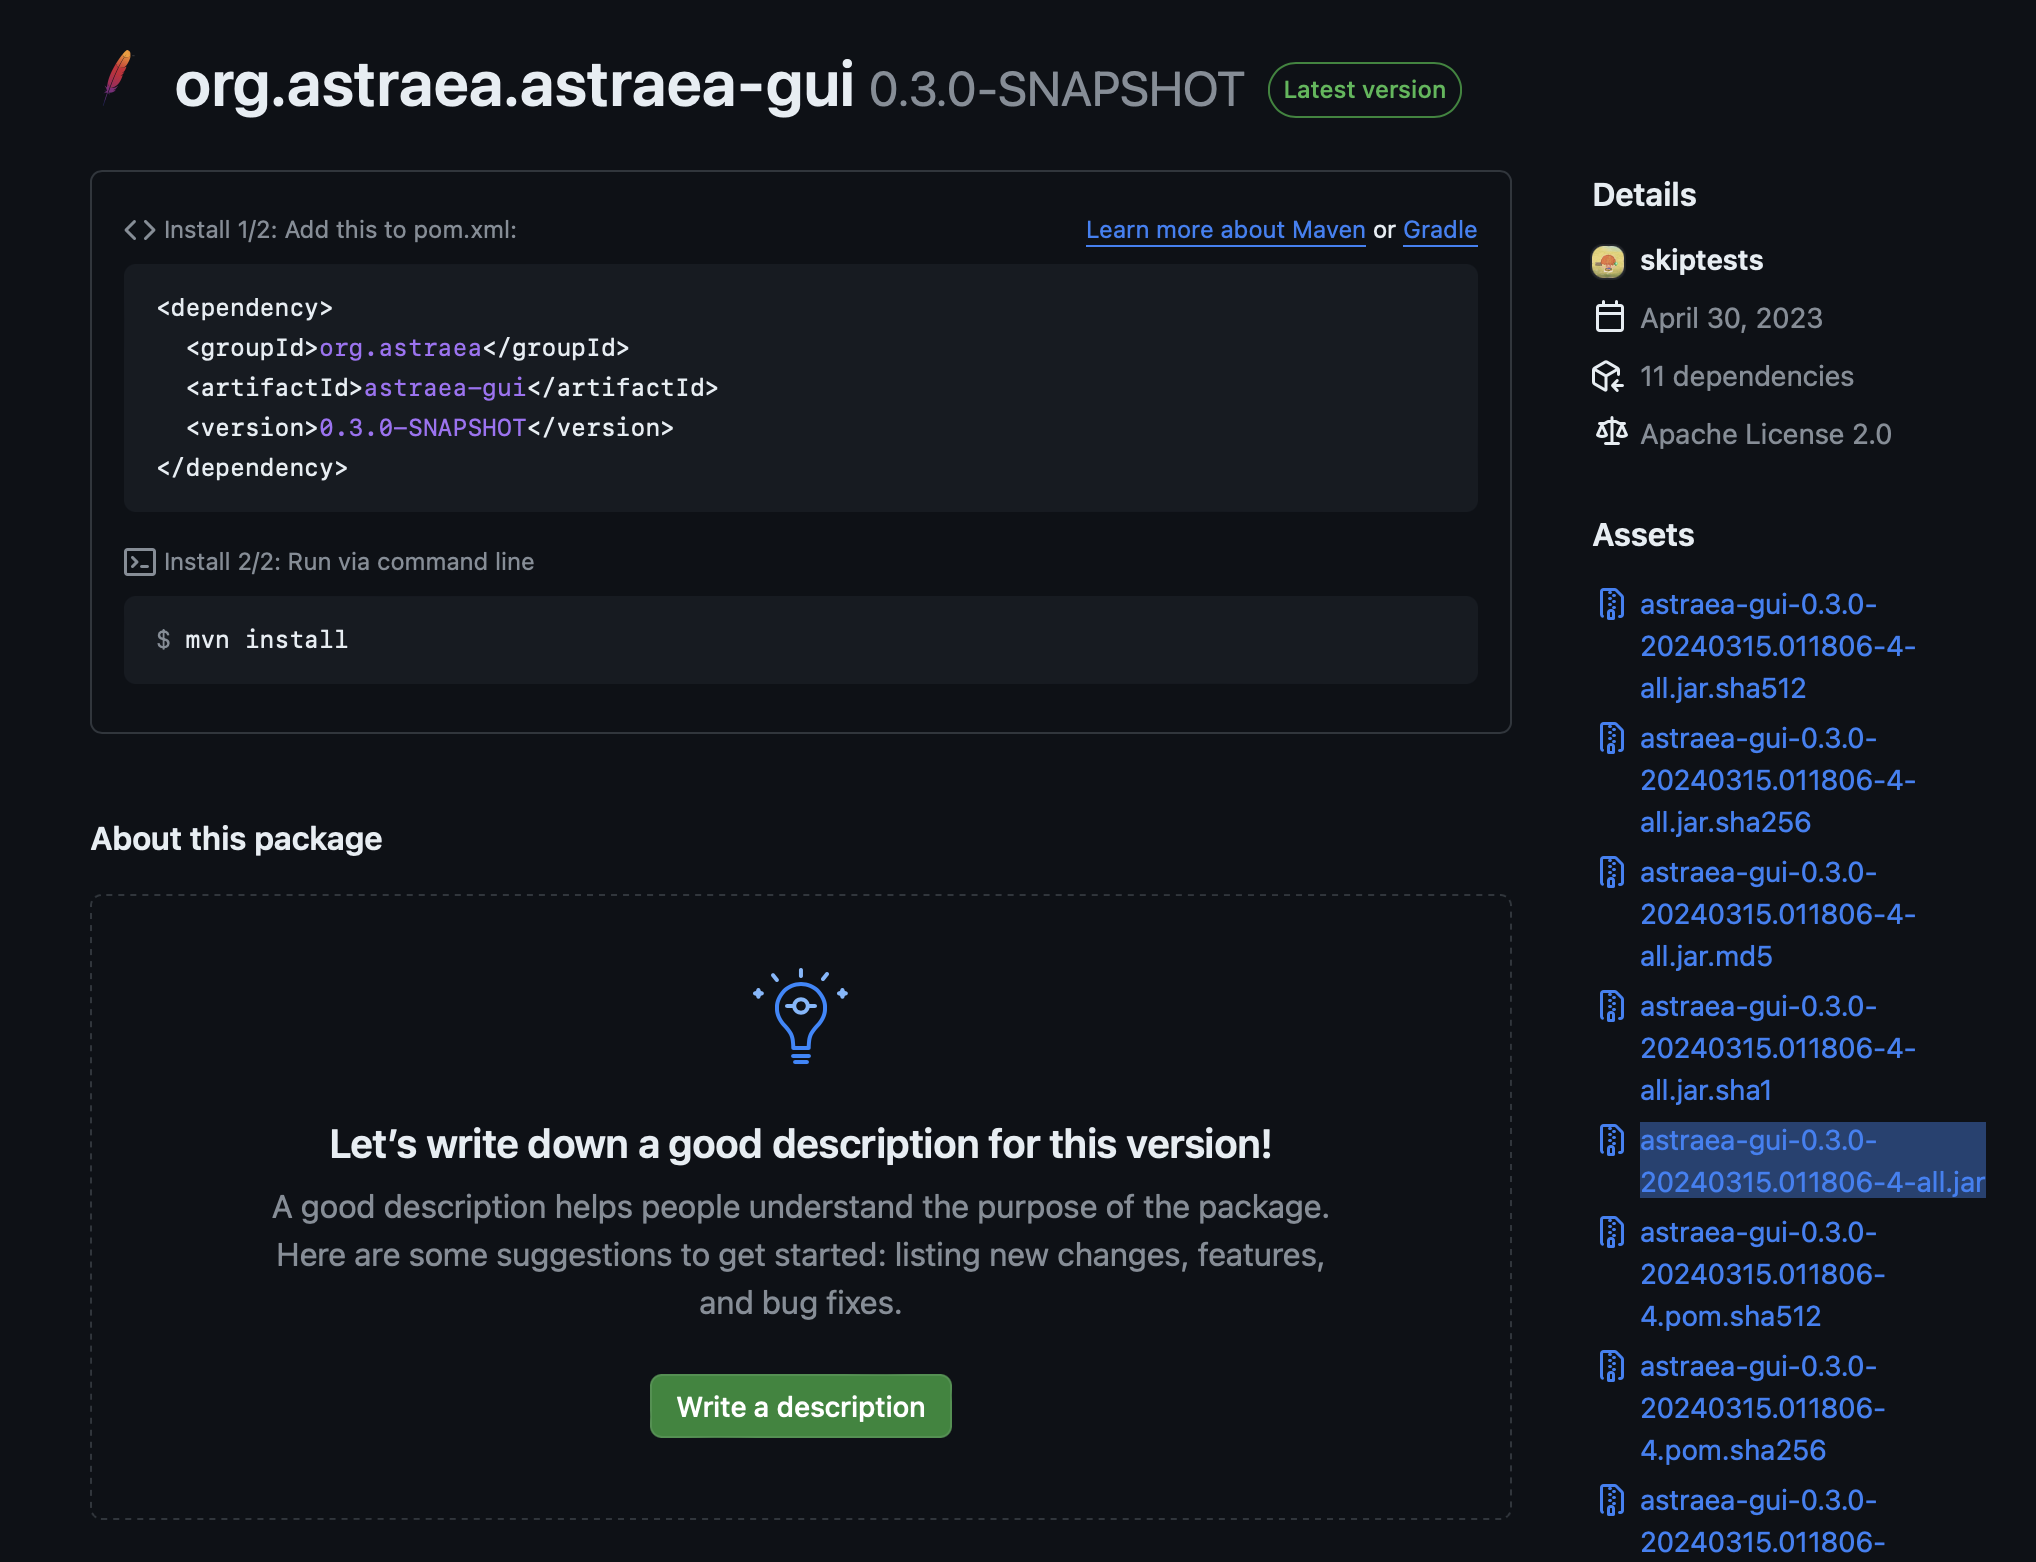 org.astraea.astraea-gui 0.3.0-SNAPSHOT Latest version
Install 1/2: Add this to pom.xml:
Learn more about Maven or Gradle
<dependency>
  <groupId>org.astraea</groupId>
  <artifactId>astraea-gui</artifactId>
  <version>0.3.0-SNAPSHOT</version>
</dependency>
Install 2/2: Run via command line
$ mvn install
About this package
Let’s write down a good description for this version!
A good description helps people understand the purpose of the package.
Here are some suggestions to get started: listing new changes, features,
and bug fixes.
Write a description
Details
skiptests
April 30, 2023
11 dependencies
Apache License 2.0
Assets
astraea-gui-0.3.0-
20240315.011806-4-
all.jar.sha512
astraea-gui-0.3.0-
20240315.011806-4-
all.jar.sha256
astraea-gui-0.3.0-
20240315.011806-4-
all.jar.md5
astraea-gui-0.3.0-
20240315.011806-4-
all.jar.sha1
astraea-gui-0.3.0-
20240315.011806-4-all.jar
astraea-gui-0.3.0-
20240315.011806-
4.pom.sha512
astraea-gui-0.3.0-
20240315.011806-
4.pom.sha256
astraea-gui-0.3.0-
20240315.011806-